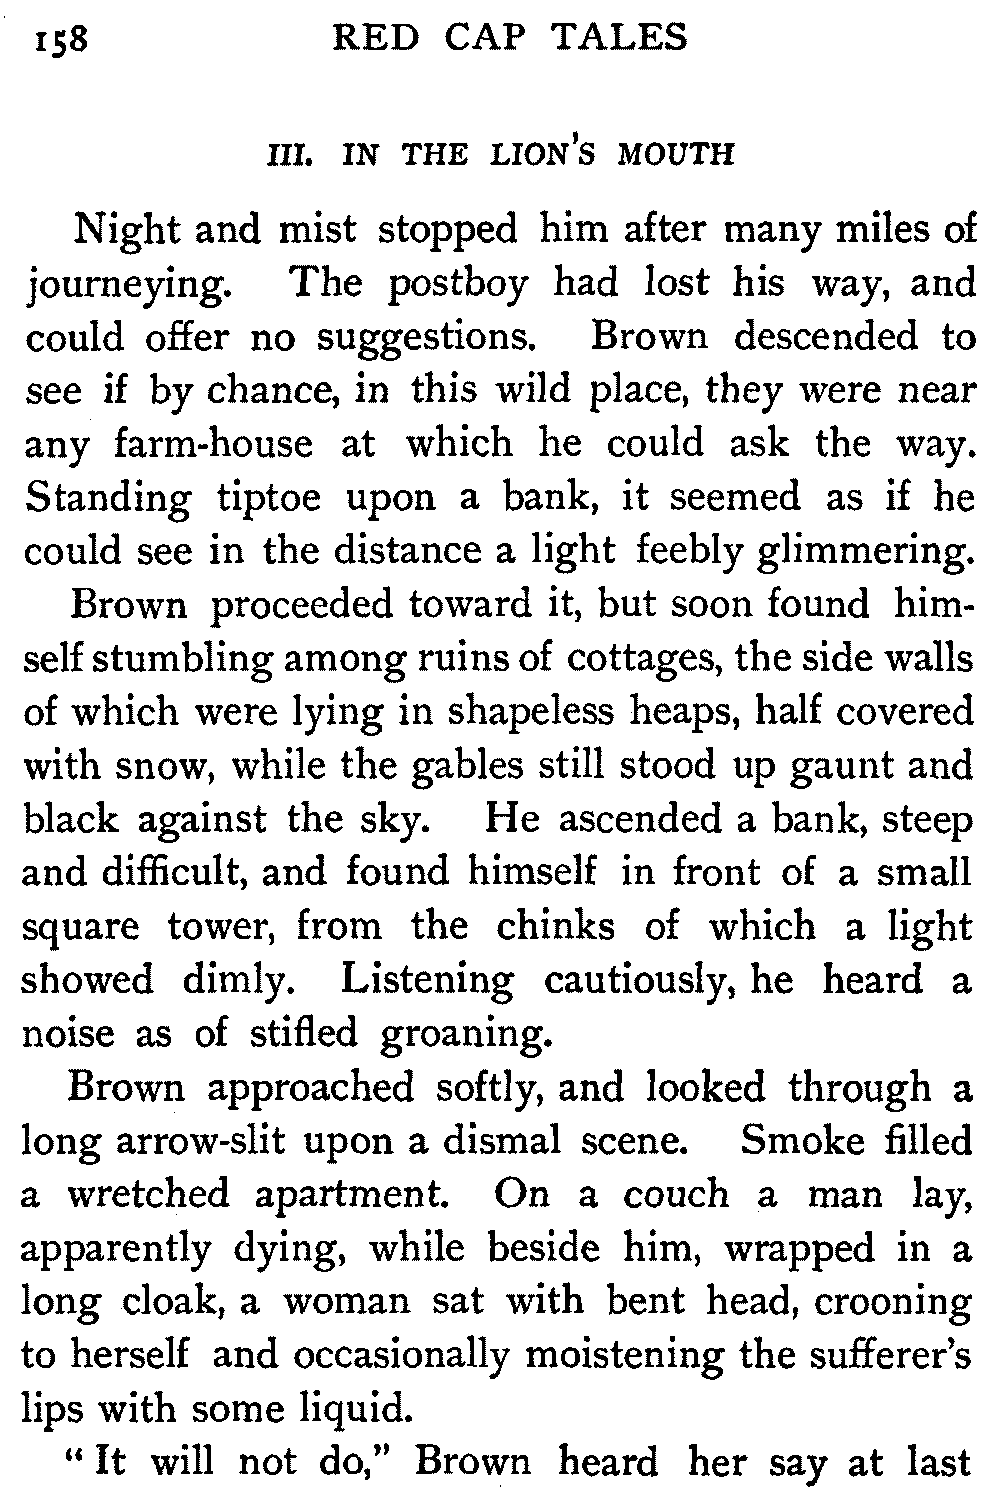 158 RED CAP TALES
III. IN THE LION'S MOUTH
Night and mist stopped him after many miles of
journeying. The postboy had lost his way, and
could offer no suggestions. Brown descended to
see if by chance, in this wild place, they were near
any farm-house at which he could ask the way.
Standing tiptoe upon a bank, it seemed as if he
could see in the distance a light feebly glimmering.
Brown proceeded toward it, but soon found him-
self stumbling among ruins of cottages, the side walls
of which were lying in shapeless heaps, half covered
with snow, while the gables still stood up gaunt and
black against the sky. He ascended a bank, steep
and difficult, and found himself in front of a small
square tower, from the chinks of which a light
showed dimly. Listening cautiously, he heard a
noise as of stifled groaning.
Brown approached softly, and looked through a
long arrow-slit upon a dismal scene. Smoke filled
a wretched apartment. On a couch a man lay,
apparently dying, while beside him, wrapped in a
long cloak, a woman sat with bent head, crooning
to herself and occasionally moistening the sufferer's
lips with some liquid.
“It will not do,” Brown heard her say at last